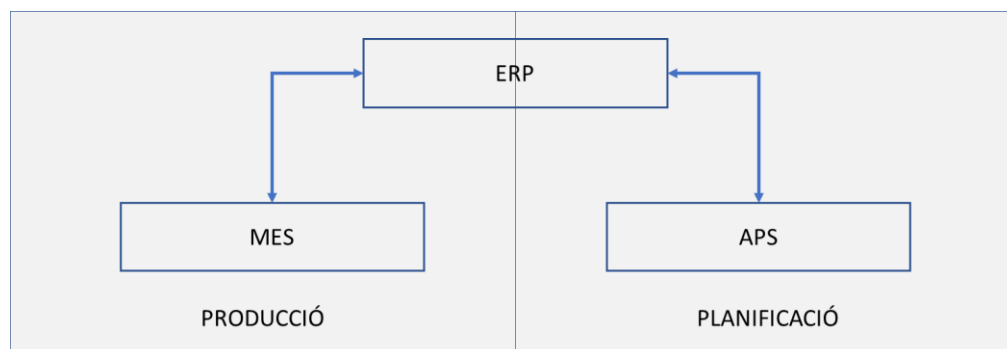 ERP
MES
APS
PRODUCCIÓ
PLANIFICACIÓ